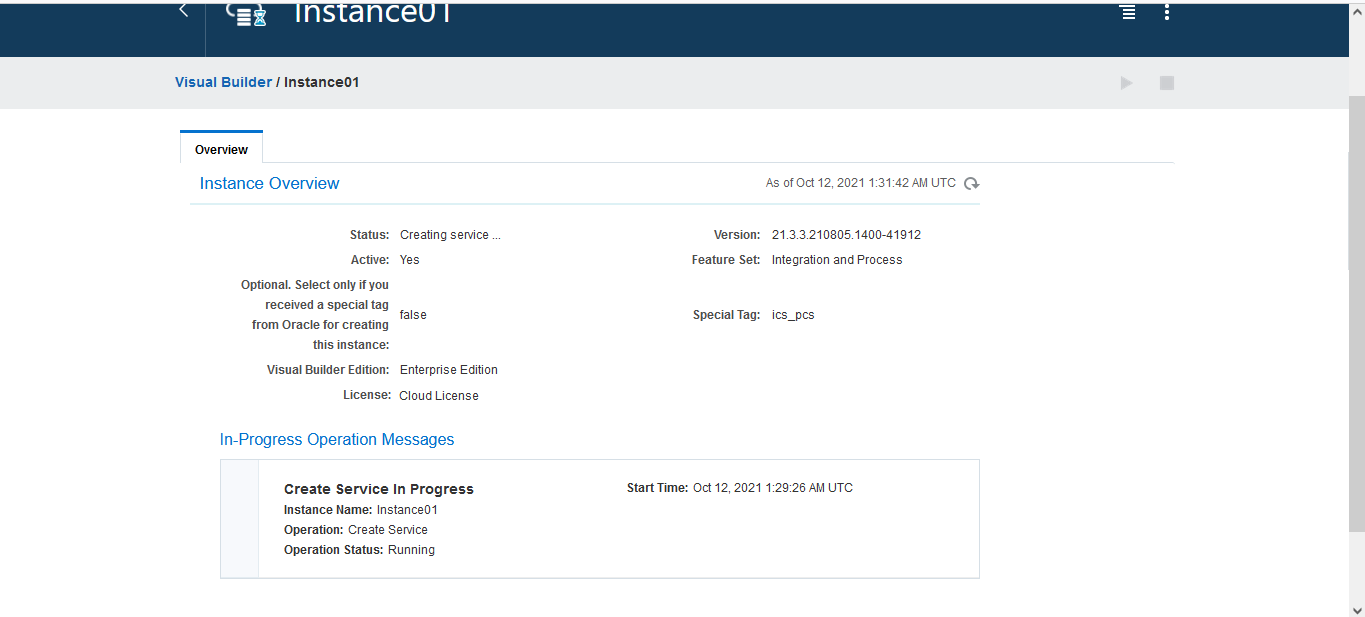 Instance01
Visual Builder / Instance01
Overview
Instance Overview
As of Oct 12, 2021 1:31:42 AM UTC
Status: Creating service ...
Version: 21.3.3.210805.1400-41912
Active: Yes
Feature Set: Integration and Process
Optional. Select only if you
received a special tag
from Oracle for creating
this instance:
false
Special Tag: ics_pcs
Visual Builder Edition: Enterprise Edition
License: Cloud License
In-Progress Operation Messages
Create Service In Progress
Start Time: Oct 12, 2021 1:29:26 AM UTC
Instance Name: Instance01
Operation: Create Service
Operation Status: Running